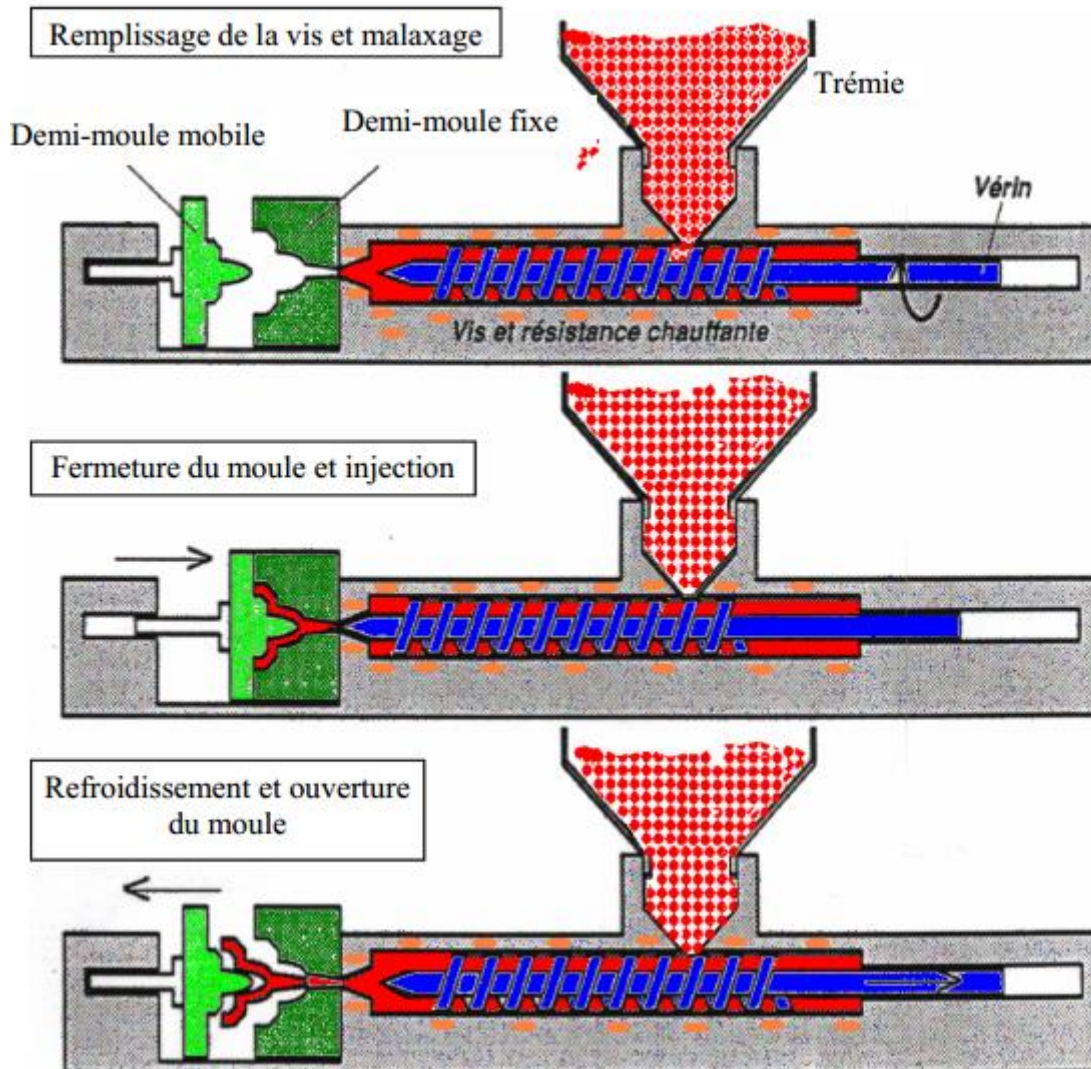 Remplissage de la vis et malaxage
Trémie
Demi-moule mobile
Demi-moule fixe
Vérin
Vis et résistance chauffante
Fermeture du moule et injection
Refroidissement et ouverture
du moule